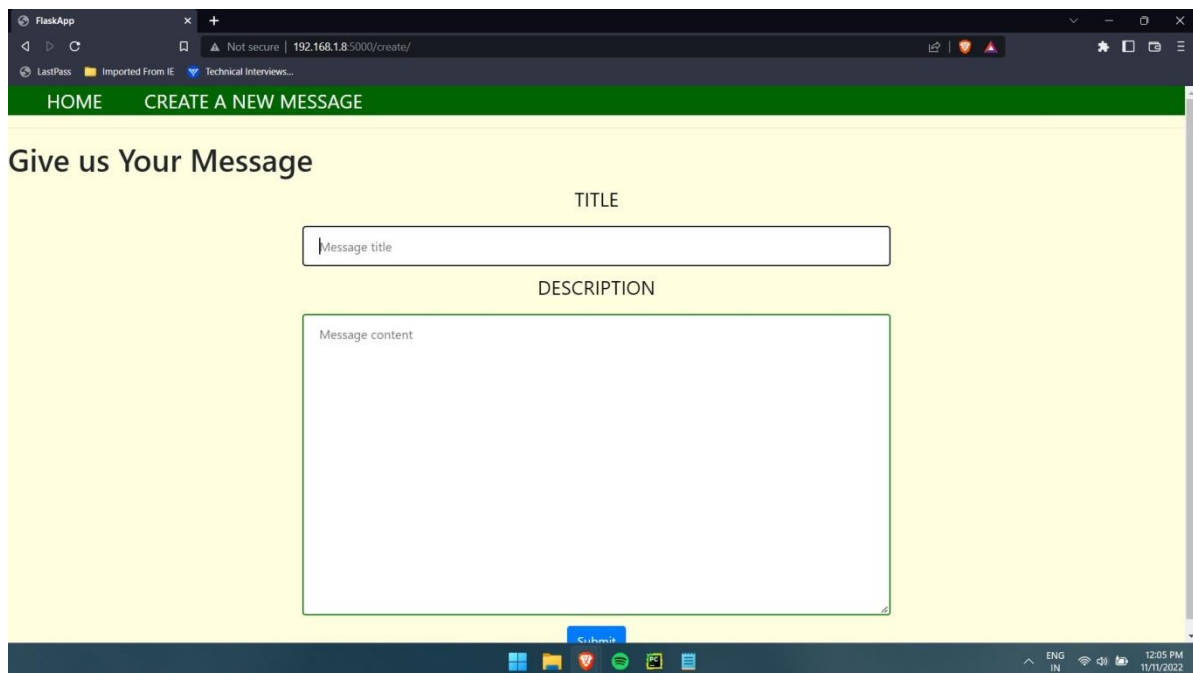 FlaskApp
Not secure | 192.168.1.8:5000/create/
LastPass Imported From IE Technical Interviews...
HOME CREATE A NEW MESSAGE
Give us Your Message
TITLE
Message title
DESCRIPTION
Message content
Submit
ENG
IN
12:05 PM
11/11/2022